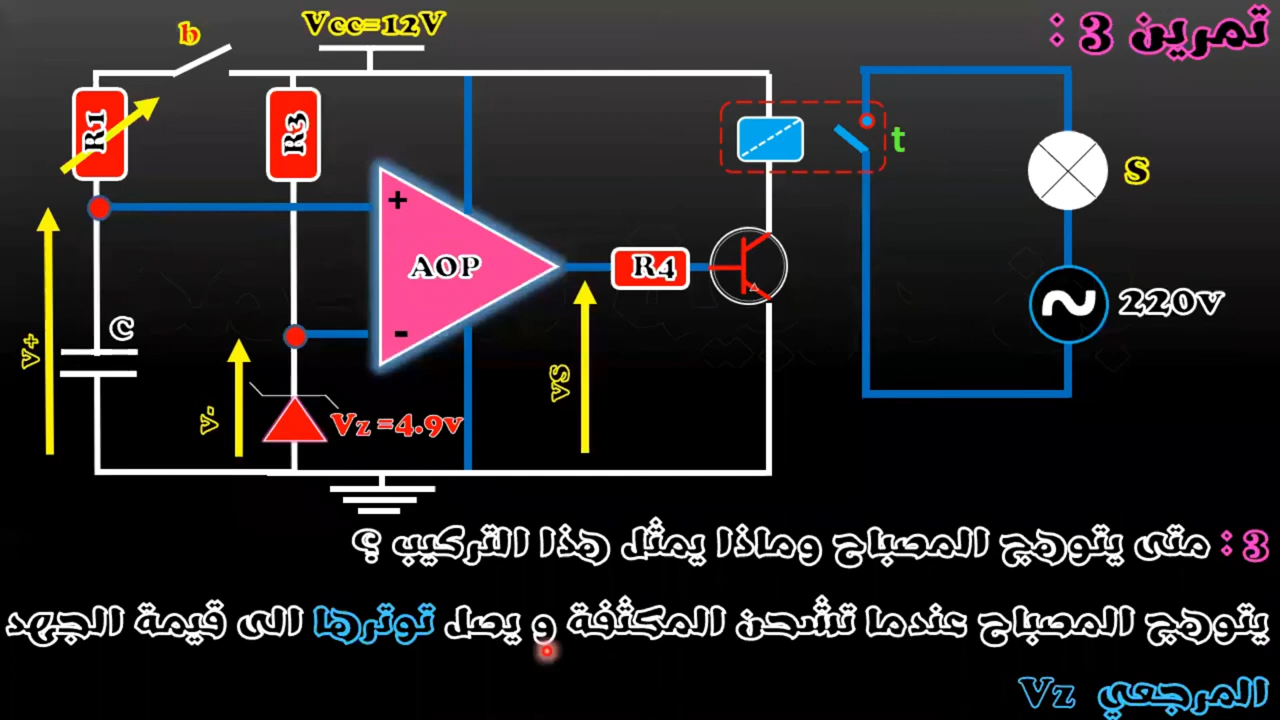 تمرين 3 :
b
Vcc=12V
R1
R3
+
AOP
-
R4
t
S
220v
C
V+
v-
Vz =4.9v
vS
3 : متى يتوهج المصباح وماذا يمثل هذا التركيب ؟
يتوهج المصباح عندما تشحن المكثفة و يصل توترها الى قيمة الجهد
المرجعي Vz